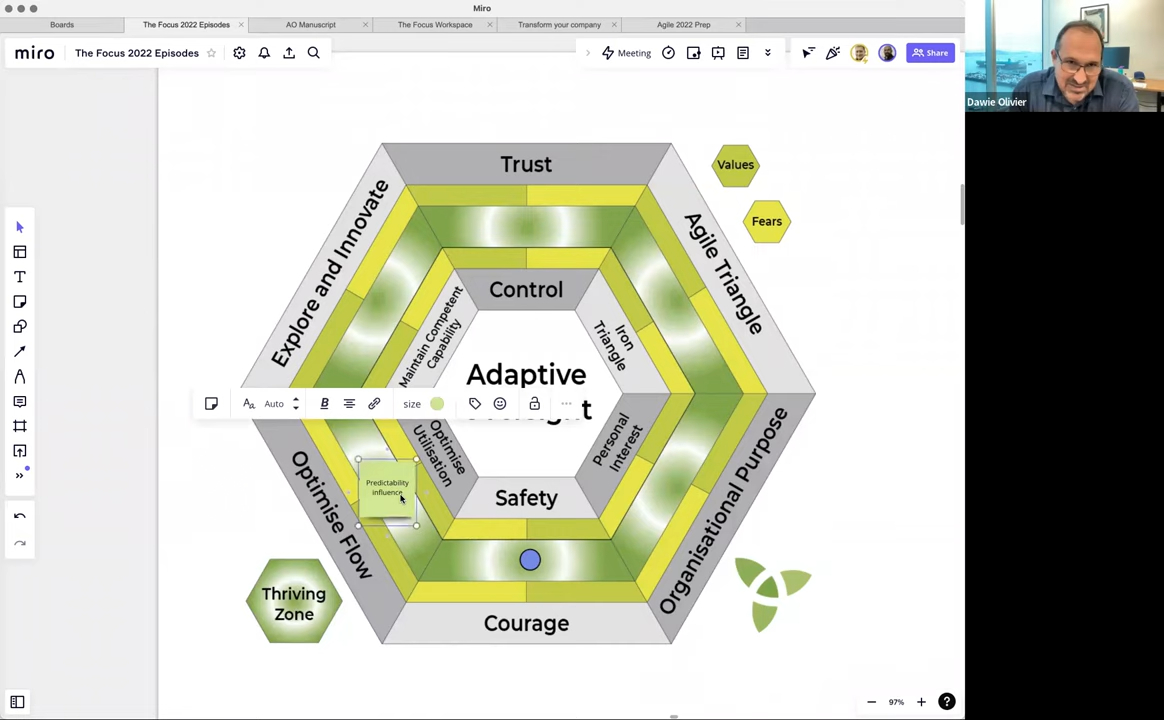 Miro
Boards
The Focus 2022 Episodes
AO Manuscript
The Focus Workspace
Transform your company
Agile 2022 Prep
miro
The Focus 2022 Episodes
Meeting
Share
Dawie Olivier
Trust
Values
Fears
Explore and Innovate
Agile Triangle
Control
Maintain Competent
Capability
Iron
Triangle
Adaptive
Auto
B
size
Optimise
Utilisation
Personal
Interest
Predictability
influence
Safety
Optimise Flow
Organisational Purpose
Thriving
Zone
Courage
97%